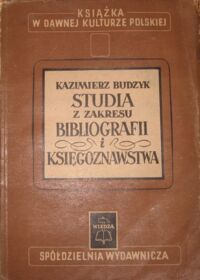 KSIĄŻKA
W DAWNEJ KULTURZE POLSKIEJ
KAZIMIERZ BUDZYK
STUDIA
Z ZAKRESU
BIBLIOGRAFII
i
KSIĘGOZNAWSTWA
WIEDZA
SPÓŁDZIELNIA WYDAWNICZA